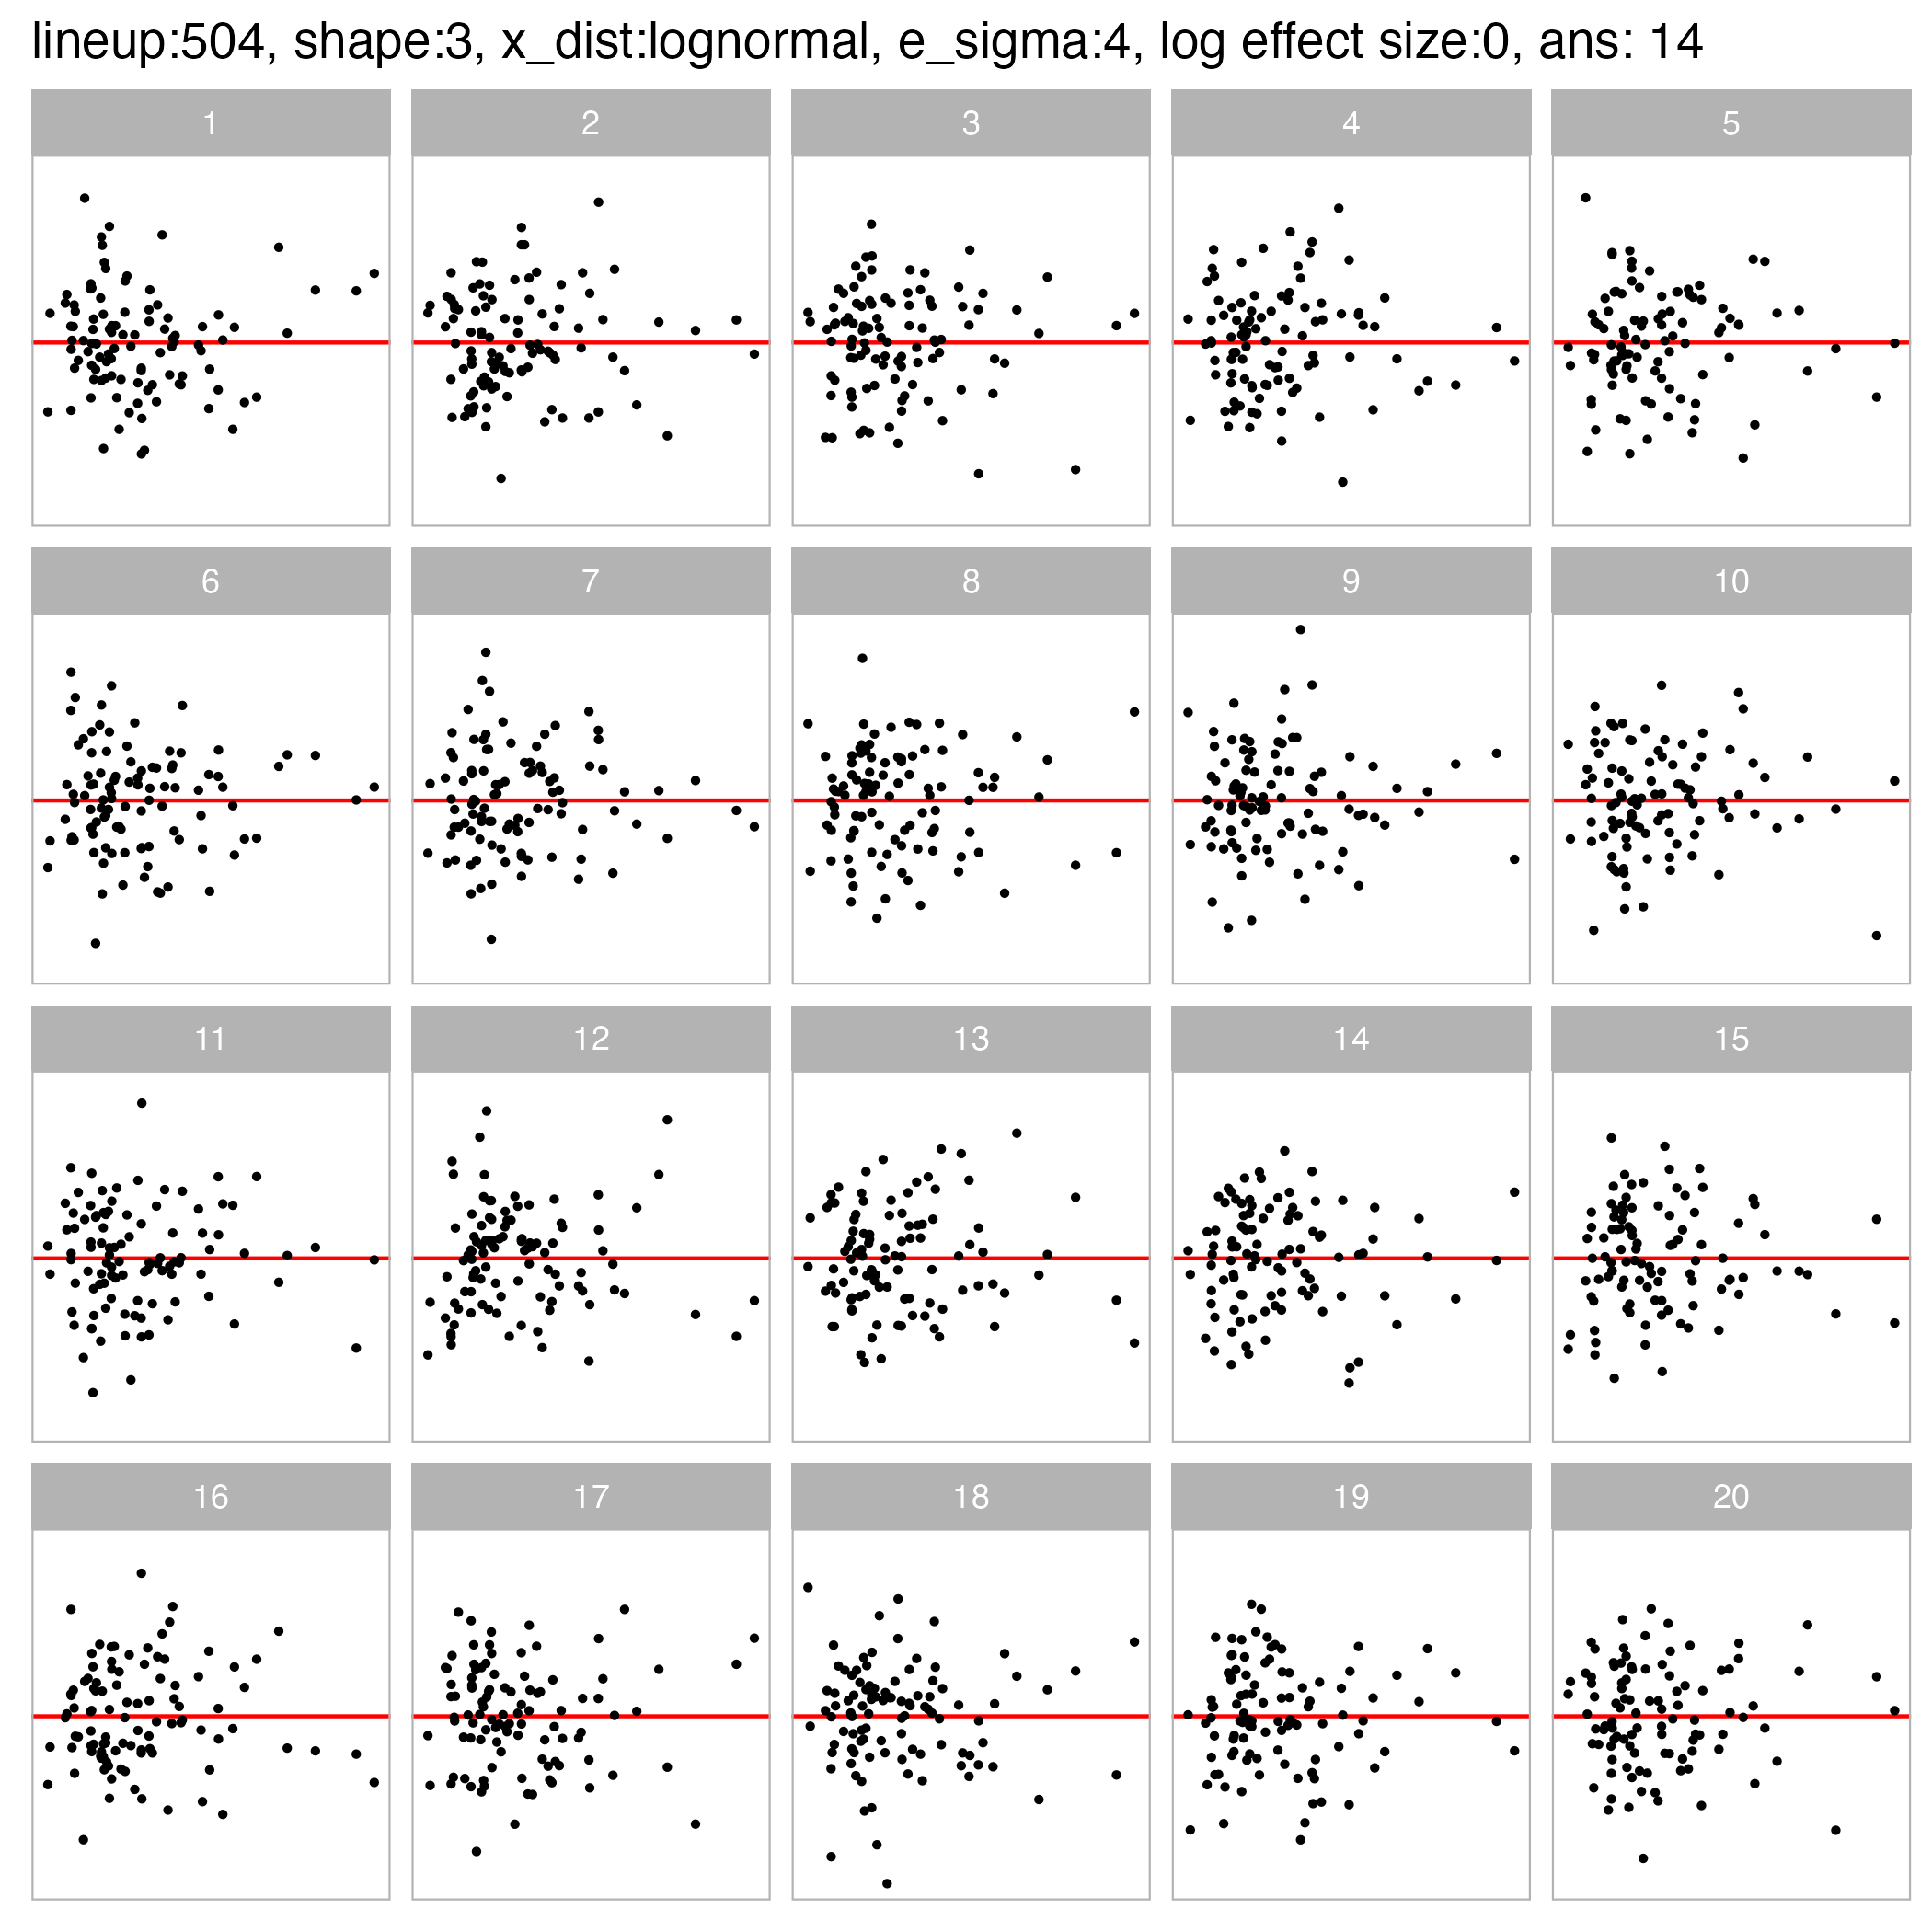 lineup:504, shape:3, x_dist:lognormal, e_sigma:4, log effect size:0, ans: 14
1 2 3 4 5
6 7 8 9 10
11 12 13 14 15
16 17 18 19 20